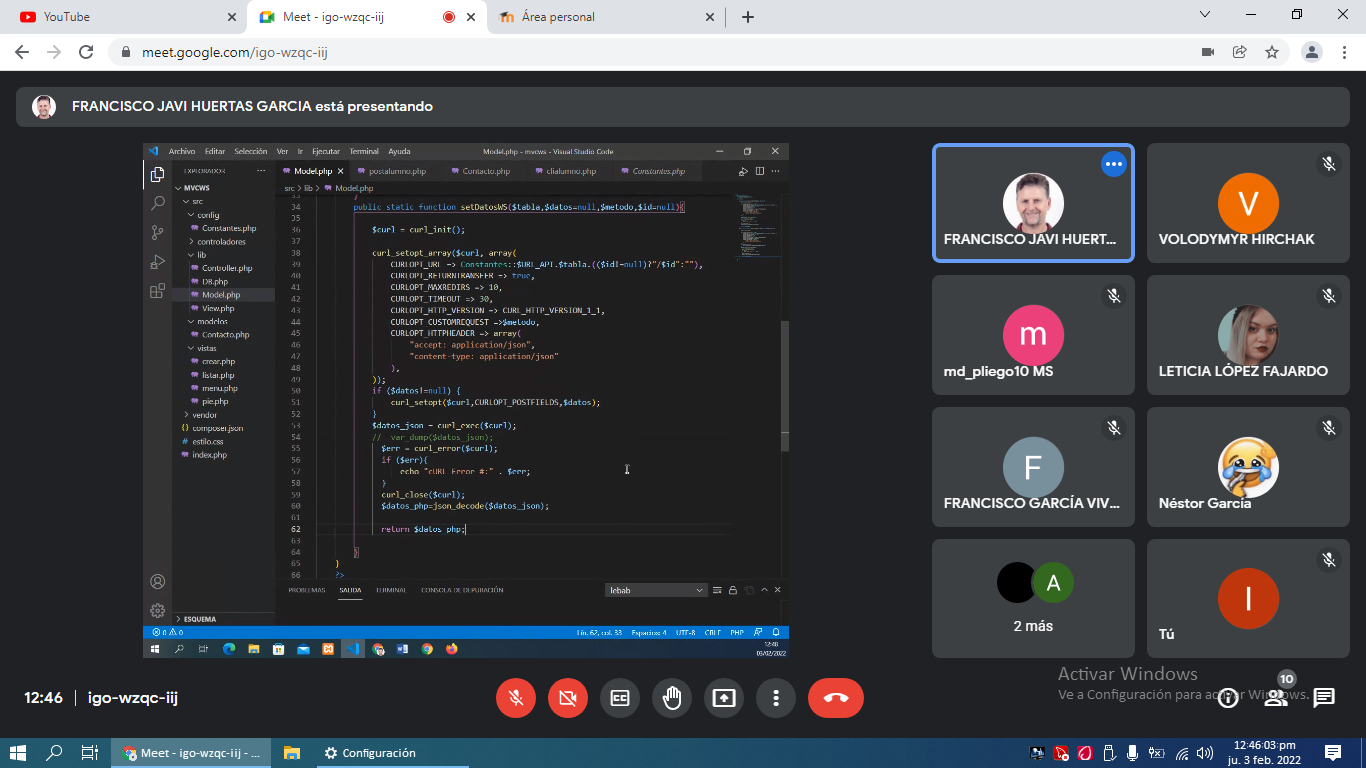 YouTube
Meet - igo-wzqc-iij
Área personal
meet.google.com/igo-wzqc-iij
FRANCISCO JAVI HUERTAS GARCIA está presentando
Archivo Editar Selección Ver Ir Ejecutar Terminal Ayuda
Model.php - mvcws - Visual Studio Code
EXPLORADOR
Model.php
postalumno.php
Contacto.php
clialumno.php
Constantes.php
src > lib > Model.php
MVCWS
src
config
Constantes.php
controladores
lib
Controller.php
DB.php
Model.php
View.php
modelos
Contacto.php
vistas
crear.php
listar.php
menu.php
pie.php
vendor
composer.json
estilo.css
index.php
ESQUEMA
33 }
34 public static function setDatosWS($tabla,$datos=null,$metodo,$id=null){
35
36 $curl = curl_init();
37
38 curl_setopt_array($curl, array(
39 CURLOPT_URL => Constantes::$URL_API.$tabla.(($id!=null)?"/$id":""),
40 CURLOPT_RETURNTRANSFER => true,
41 CURLOPT_MAXREDIRS => 10,
42 CURLOPT_TIMEOUT => 30,
43 CURLOPT_HTTP_VERSION => CURL_HTTP_VERSION_1_1,
44 CURLOPT_CUSTOMREQUEST =>$metodo,
45 CURLOPT_HTTPHEADER => array(
46 "accept: application/json",
47 "content-type: application/json"
48 ),
49 ));
50 if ($datos!=null) {
51 curl_setopt($curl,CURLOPT_POSTFIELDS,$datos);
52 }
53 $datos_json = curl_exec($curl);
54 // var_dump($datos_json);
55 $err = curl_error($curl);
56 if ($err){
57 echo "cURL Error #:" . $err;
58 }
59 curl_close($curl);
60 $datos_php=json_decode($datos_json);
61
62 return $datos_php;
63
64 }
65 }
66 ?>
PROBLEMAS SALIDA TERMINAL CONSOLA DE DEPURACIÓN
lebab
0 0
Lín. 62, col. 33 Espacios: 4 UTF-8 CRLF PHP
12:46
03/02/2022
FRANCISCO JAVI HUERT...
V
VOLODYMYR HIRCHAK
m
md_pliego10 MS
LETICIA LÓPEZ FAJARDO
F
FRANCISCO GARCÍA VIV...
Néstor García
A
2 más
I
Tú
Activar Windows
Ve a Configuración para activar Windows.
12:46 | igo-wzqc-iij
10
Meet - igo-wzqc-iij - ...
Configuración
12:46:03 pm
ju. 3 feb. 2022